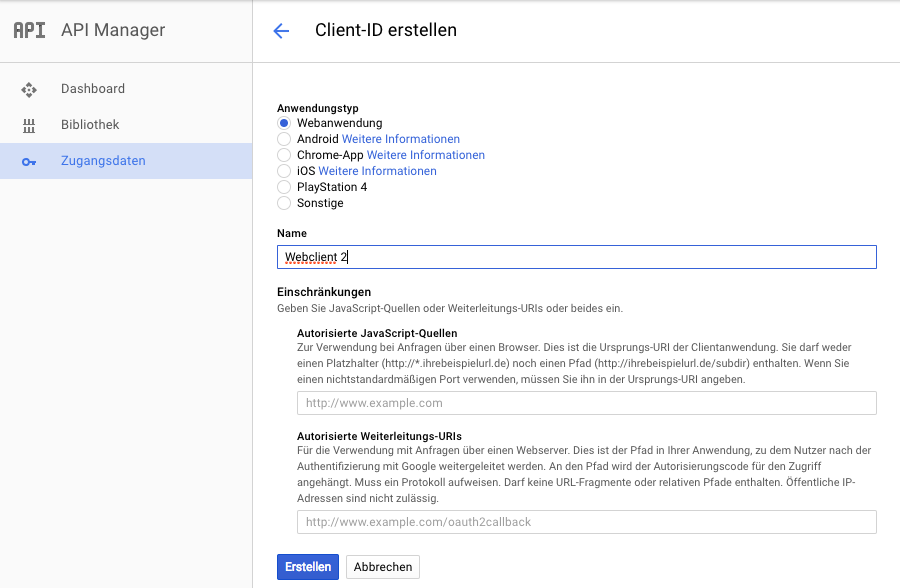 API API Manager
Client-ID erstellen
Dashboard
Bibliothek
Zugangsdaten
Anwendungstyp
Webanwendung
Android Weitere Informationen
Chrome-App Weitere Informationen
iOS Weitere Informationen
PlayStation 4
Sonstige
Name
Webclient 2
Einschränkungen
Geben Sie JavaScript-Quellen oder Weiterleitungs-URIs oder beides ein.
Autorisierte JavaScript-Quellen
Zur Verwendung bei Anfragen über einen Browser. Dies ist die Ursprungs-URI der Clientanwendung. Sie darf weder
einen Platzhalter (http://*.ihrebeispielurl.de) noch einen Pfad (http://ihrebeispielurl.de/subdir) enthalten. Wenn Sie
einen nichtstandardmäßigen Port verwenden, müssen Sie ihn in der Ursprungs-URI angeben.
http://www.example.com
Autorisierte Weiterleitungs-URIs
Für die Verwendung mit Anfragen über einen Webserver. Dies ist der Pfad in Ihrer Anwendung, zu dem Nutzer nach der
Authentifizierung mit Google weitergeleitet werden. An den Pfad wird der Autorisierungscode für den Zugriff
angehängt. Muss ein Protokoll aufweisen. Darf keine URL-Fragmente oder relativen Pfade enthalten. Öffentliche IP-
Adressen sind nicht zulässig.
http://www.example.com/oauth2callback
Erstellen
Abbrechen